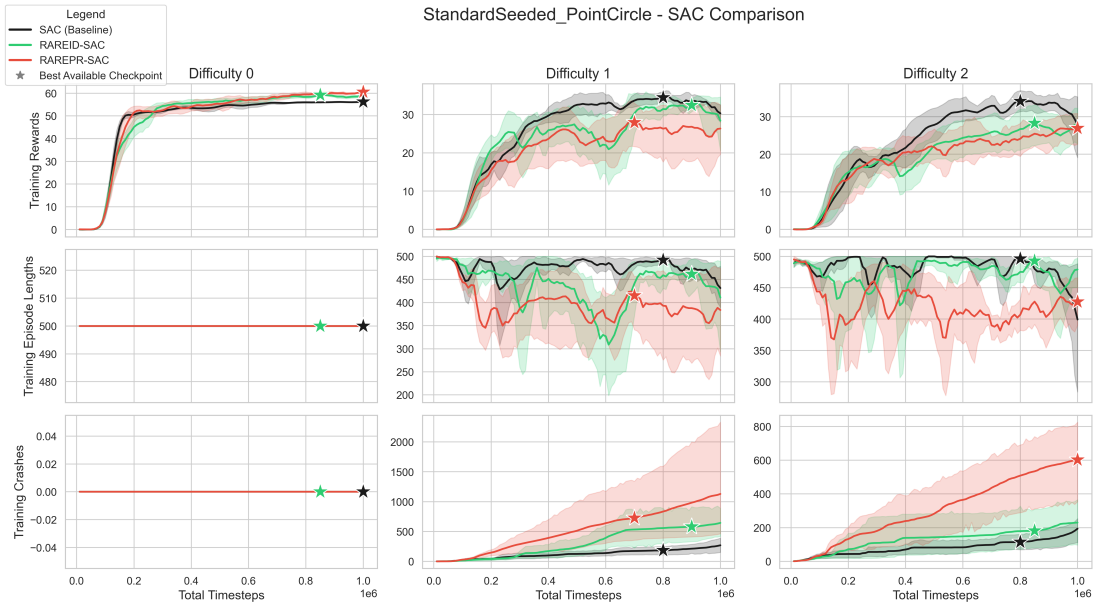 StandardSeeded_PointCircle - SAC Comparison
Legend
SAC (Baseline)
RAREID-SAC
RAREPR-SAC
Best Available Checkpoint
Difficulty 0
Difficulty 1
Difficulty 2
Training Rewards
60
50
40
30
20
10
0
30
20
10
0
30
20
10
0
Training Episode Lengths
520
510
500
490
480
500
450
400
350
300
250
200
500
450
400
350
300
Training Crashes
0.04
0.02
0.00
−0.02
−0.04
2000
1500
1000
500
0
800
600
400
200
0
0.0 0.2 0.4 0.6 0.8 1.0
1e6
Total Timesteps
0.0 0.2 0.4 0.6 0.8 1.0
1e6
Total Timesteps
0.0 0.2 0.4 0.6 0.8 1.0
1e6
Total Timesteps